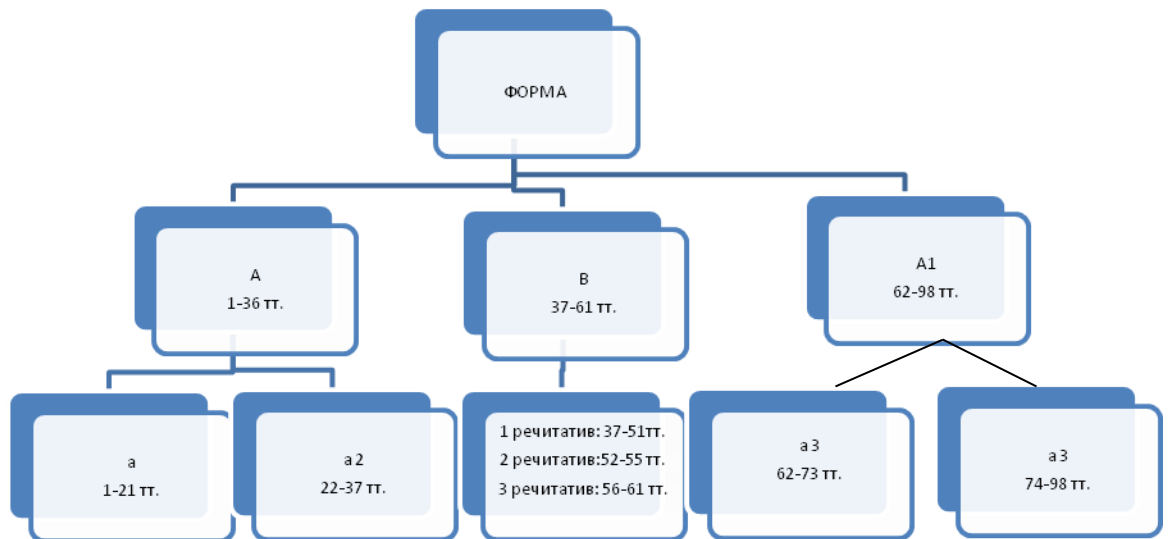 ФОРМА
А
1-36 тт.
В
37-61 тт.
А1
62-98 тт.
а
1-21 тт.
а 2
22-37 тт.
1 речитатив: 37-51тт.
2 речитатив:52-55 тт.
3 речитатив: 56-61 тт.
а 3
62-73 тт.
а 3
74-98 тт.